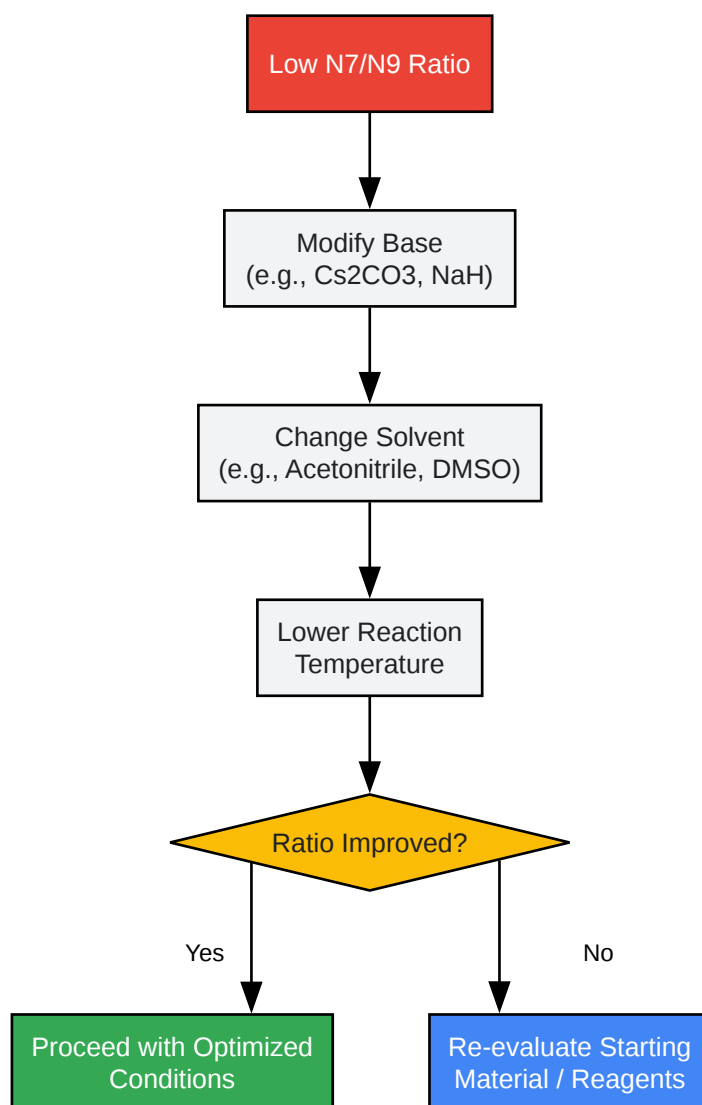 Low N7/N9 Ratio
Modify Base
(e.g., Cs2CO3, NaH)
Change Solvent
(e.g., Acetonitrile, DMSO)
Lower Reaction
Temperature
Ratio Improved?
Yes
No
Proceed with Optimized
Conditions
Re-evaluate Starting
Material / Reagents